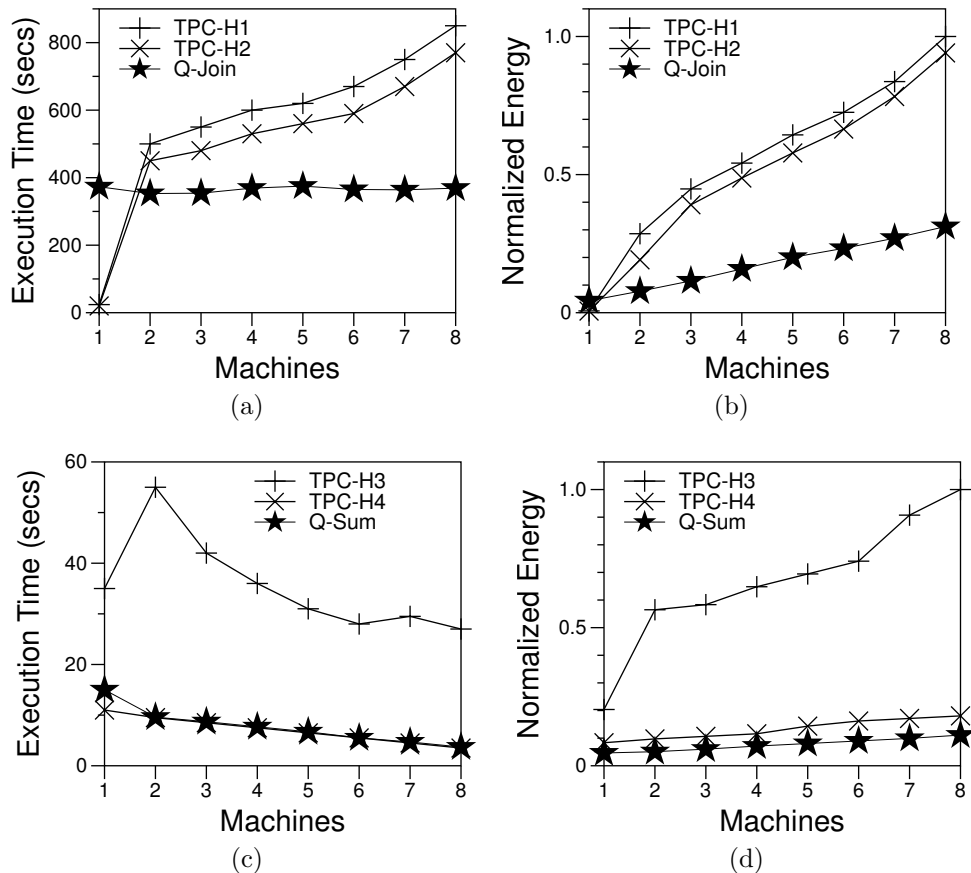 Execution Time (secs)
800
600
400
200
0
TPC-H1
TPC-H2
Q-Join
1 2 3 4 5 6 7 8
Machines
(a)
Normalized Energy
1.0
0.5
0
TPC-H1
TPC-H2
Q-Join
1 2 3 4 5 6 7 8
Machines
(b)
Execution Time (secs)
60
40
20
0
TPC-H3
TPC-H4
Q-Sum
1 2 3 4 5 6 7 8
Machines
(c)
Normalized Energy
1.0
0.5
0
TPC-H3
TPC-H4
Q-Sum
1 2 3 4 5 6 7 8
Machines
(d)